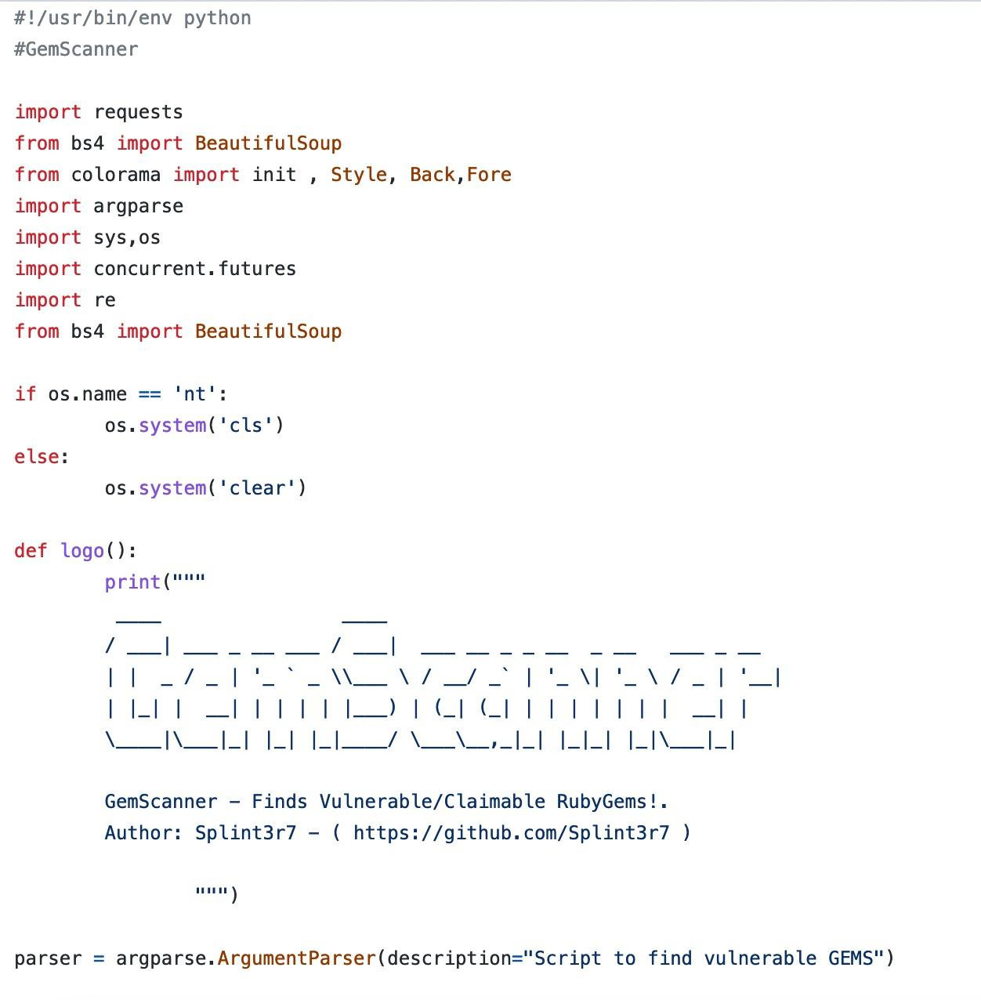 #!/usr/bin/env python
#GemScanner
import requests
from bs4 import BeautifulSoup
from colorama import init , Style, Back,Fore
import argparse
import sys,os
import concurrent.futures
import re
from bs4 import BeautifulSoup
if os.name == 'nt':
        os.system('cls')
else:
        os.system('clear')
def logo():
        print("""
         ____                ____
        / ___| ___ _ __ ___ / ___|  ___ __ _ _ __  _ __   ___ _ __
        | |  _ / _ | '_ ` _ \\___ \ / __/ _` | '_ \| '_ \ / _ | '__|
        | |_| |  __| | | | | |___) | (_| (_| | | | | | | |  __| |
        \____|\___|_| |_| |_|____/ \___\__,_|_| |_|_| |_|\___|_|
        GemScanner – Finds Vulnerable/Claimable RubyGems!.
        Author: Splint3r7 – ( https://github.com/Splint3r7 )
                """)
parser = argparse.ArgumentParser(description="Script to find vulnerable GEMS")